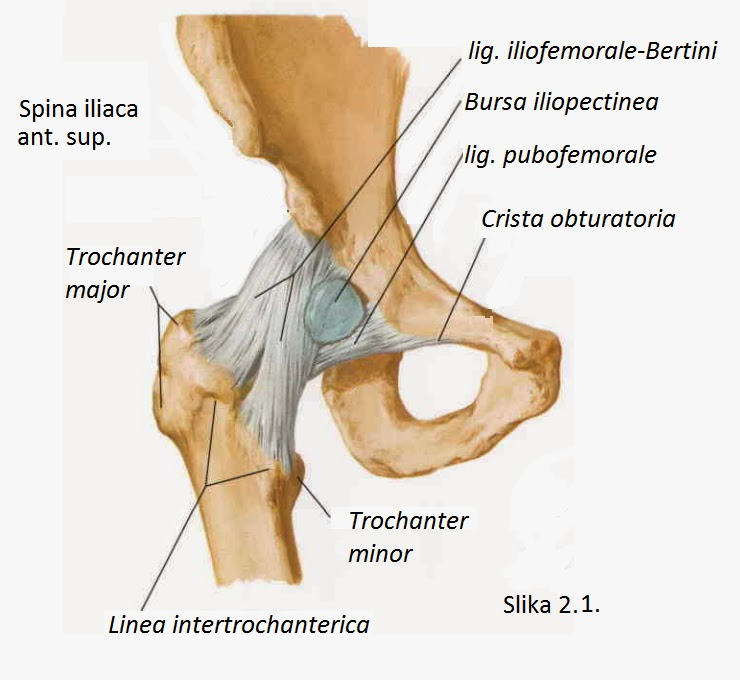 lig. iliofemorale-Bertini
Bursa iliopectinea
Spina iliaca
ant. sup.
lig. pubofemorale
Crista obturatoria
Trochanter
major
Trochanter
minor
Slika 2.1.
Linea intertrochanterica